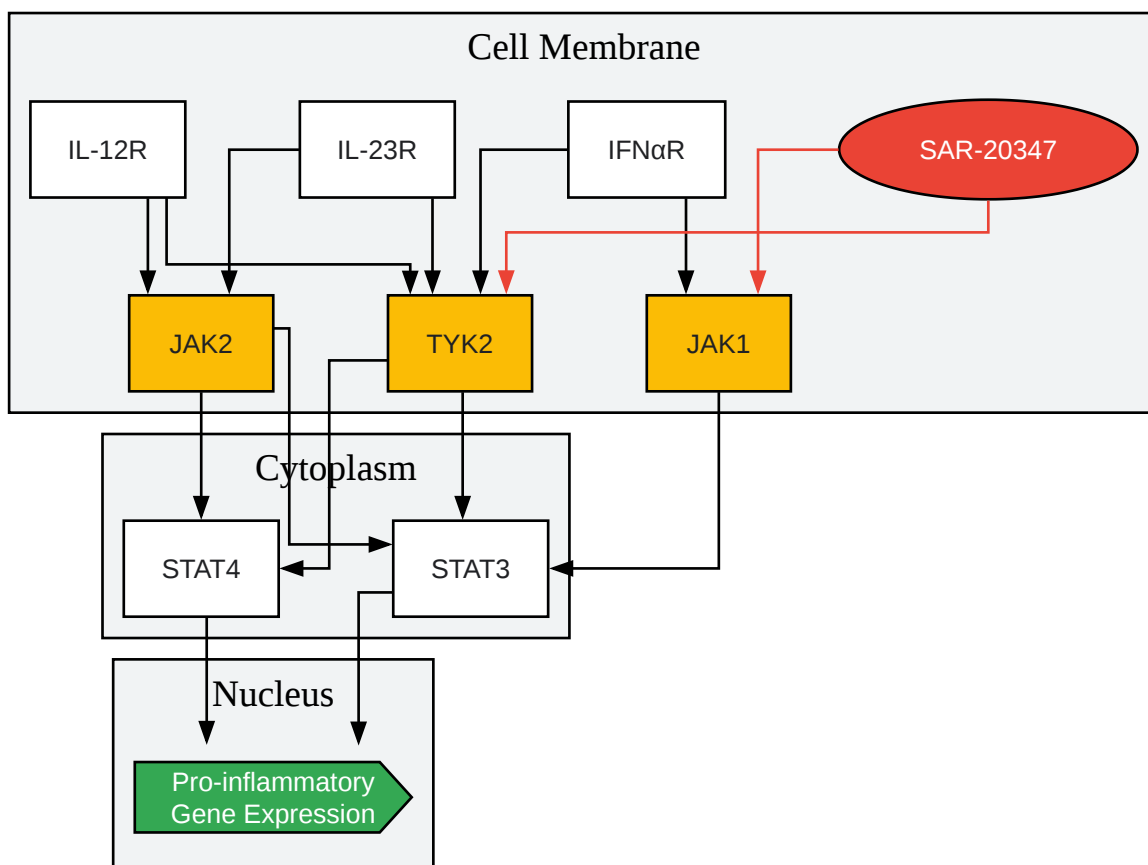 Cell Membrane
IL-12R
IL-23R
IFNαR
SAR-20347
JAK2
TYK2
JAK1
Cytoplasm
STAT4
STAT3
Nucleus
Pro-inflammatory
Gene Expression